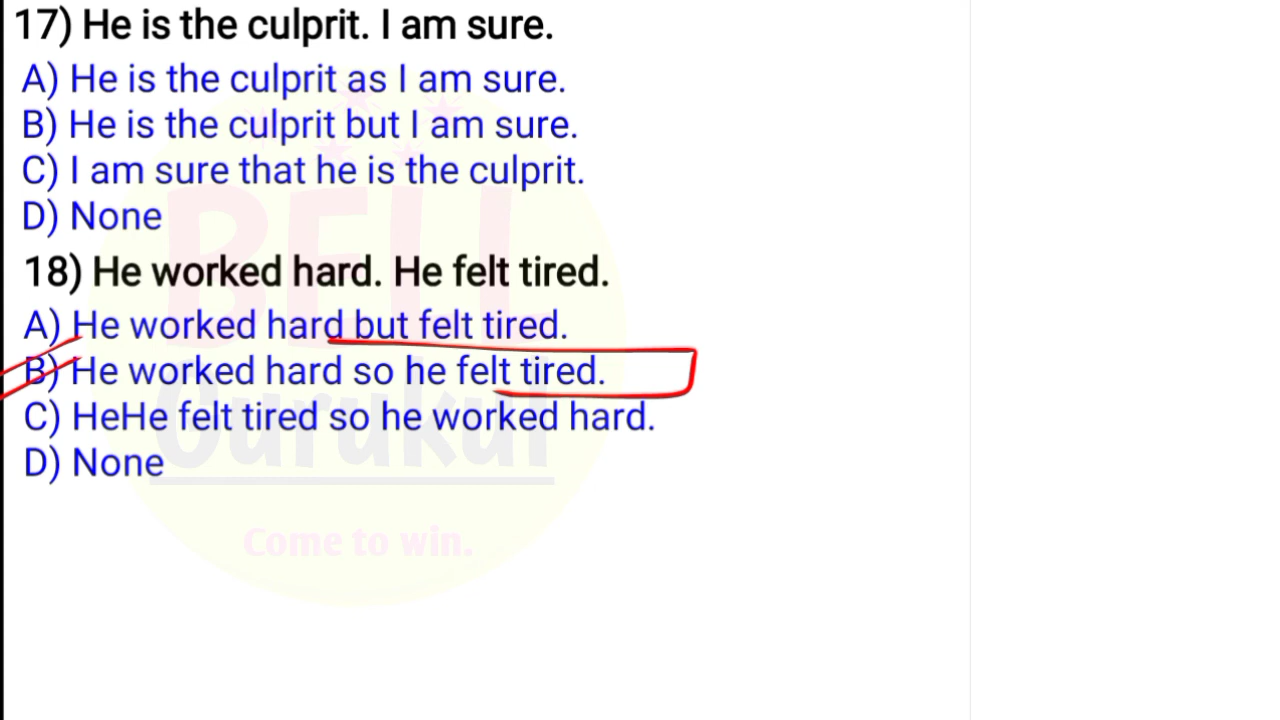 17) He is the culprit. I am sure.
A) He is the culprit as I am sure.
B) He is the culprit but I am sure.
C) I am sure that he is the culprit.
D) None
18) He worked hard. He felt tired.
A) He worked hard but felt tired.
B) He worked hard so he felt tired.
C) HeHe felt tired so he worked hard.
D) None
BELL
Gurukul
Come to win.